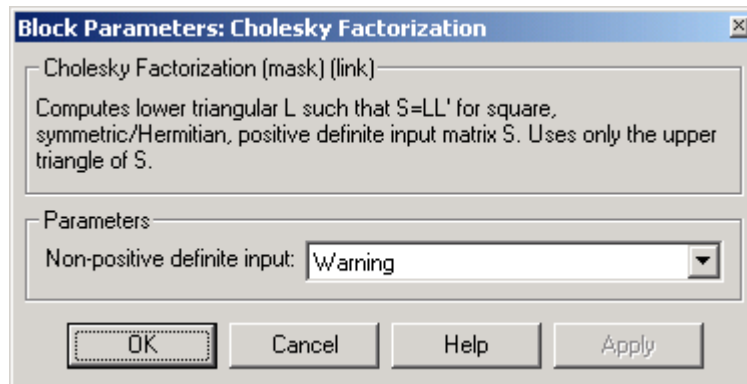 Block Parameters: Cholesky Factorization
Cholesky Factorization (mask) (link)
Computes lower triangular L such that S=LL' for square,
symmetric/Hermitian, positive definite input matrix S. Uses only the upper
triangle of S.
Parameters
Non-positive definite input: Warning
OK Cancel Help Apply